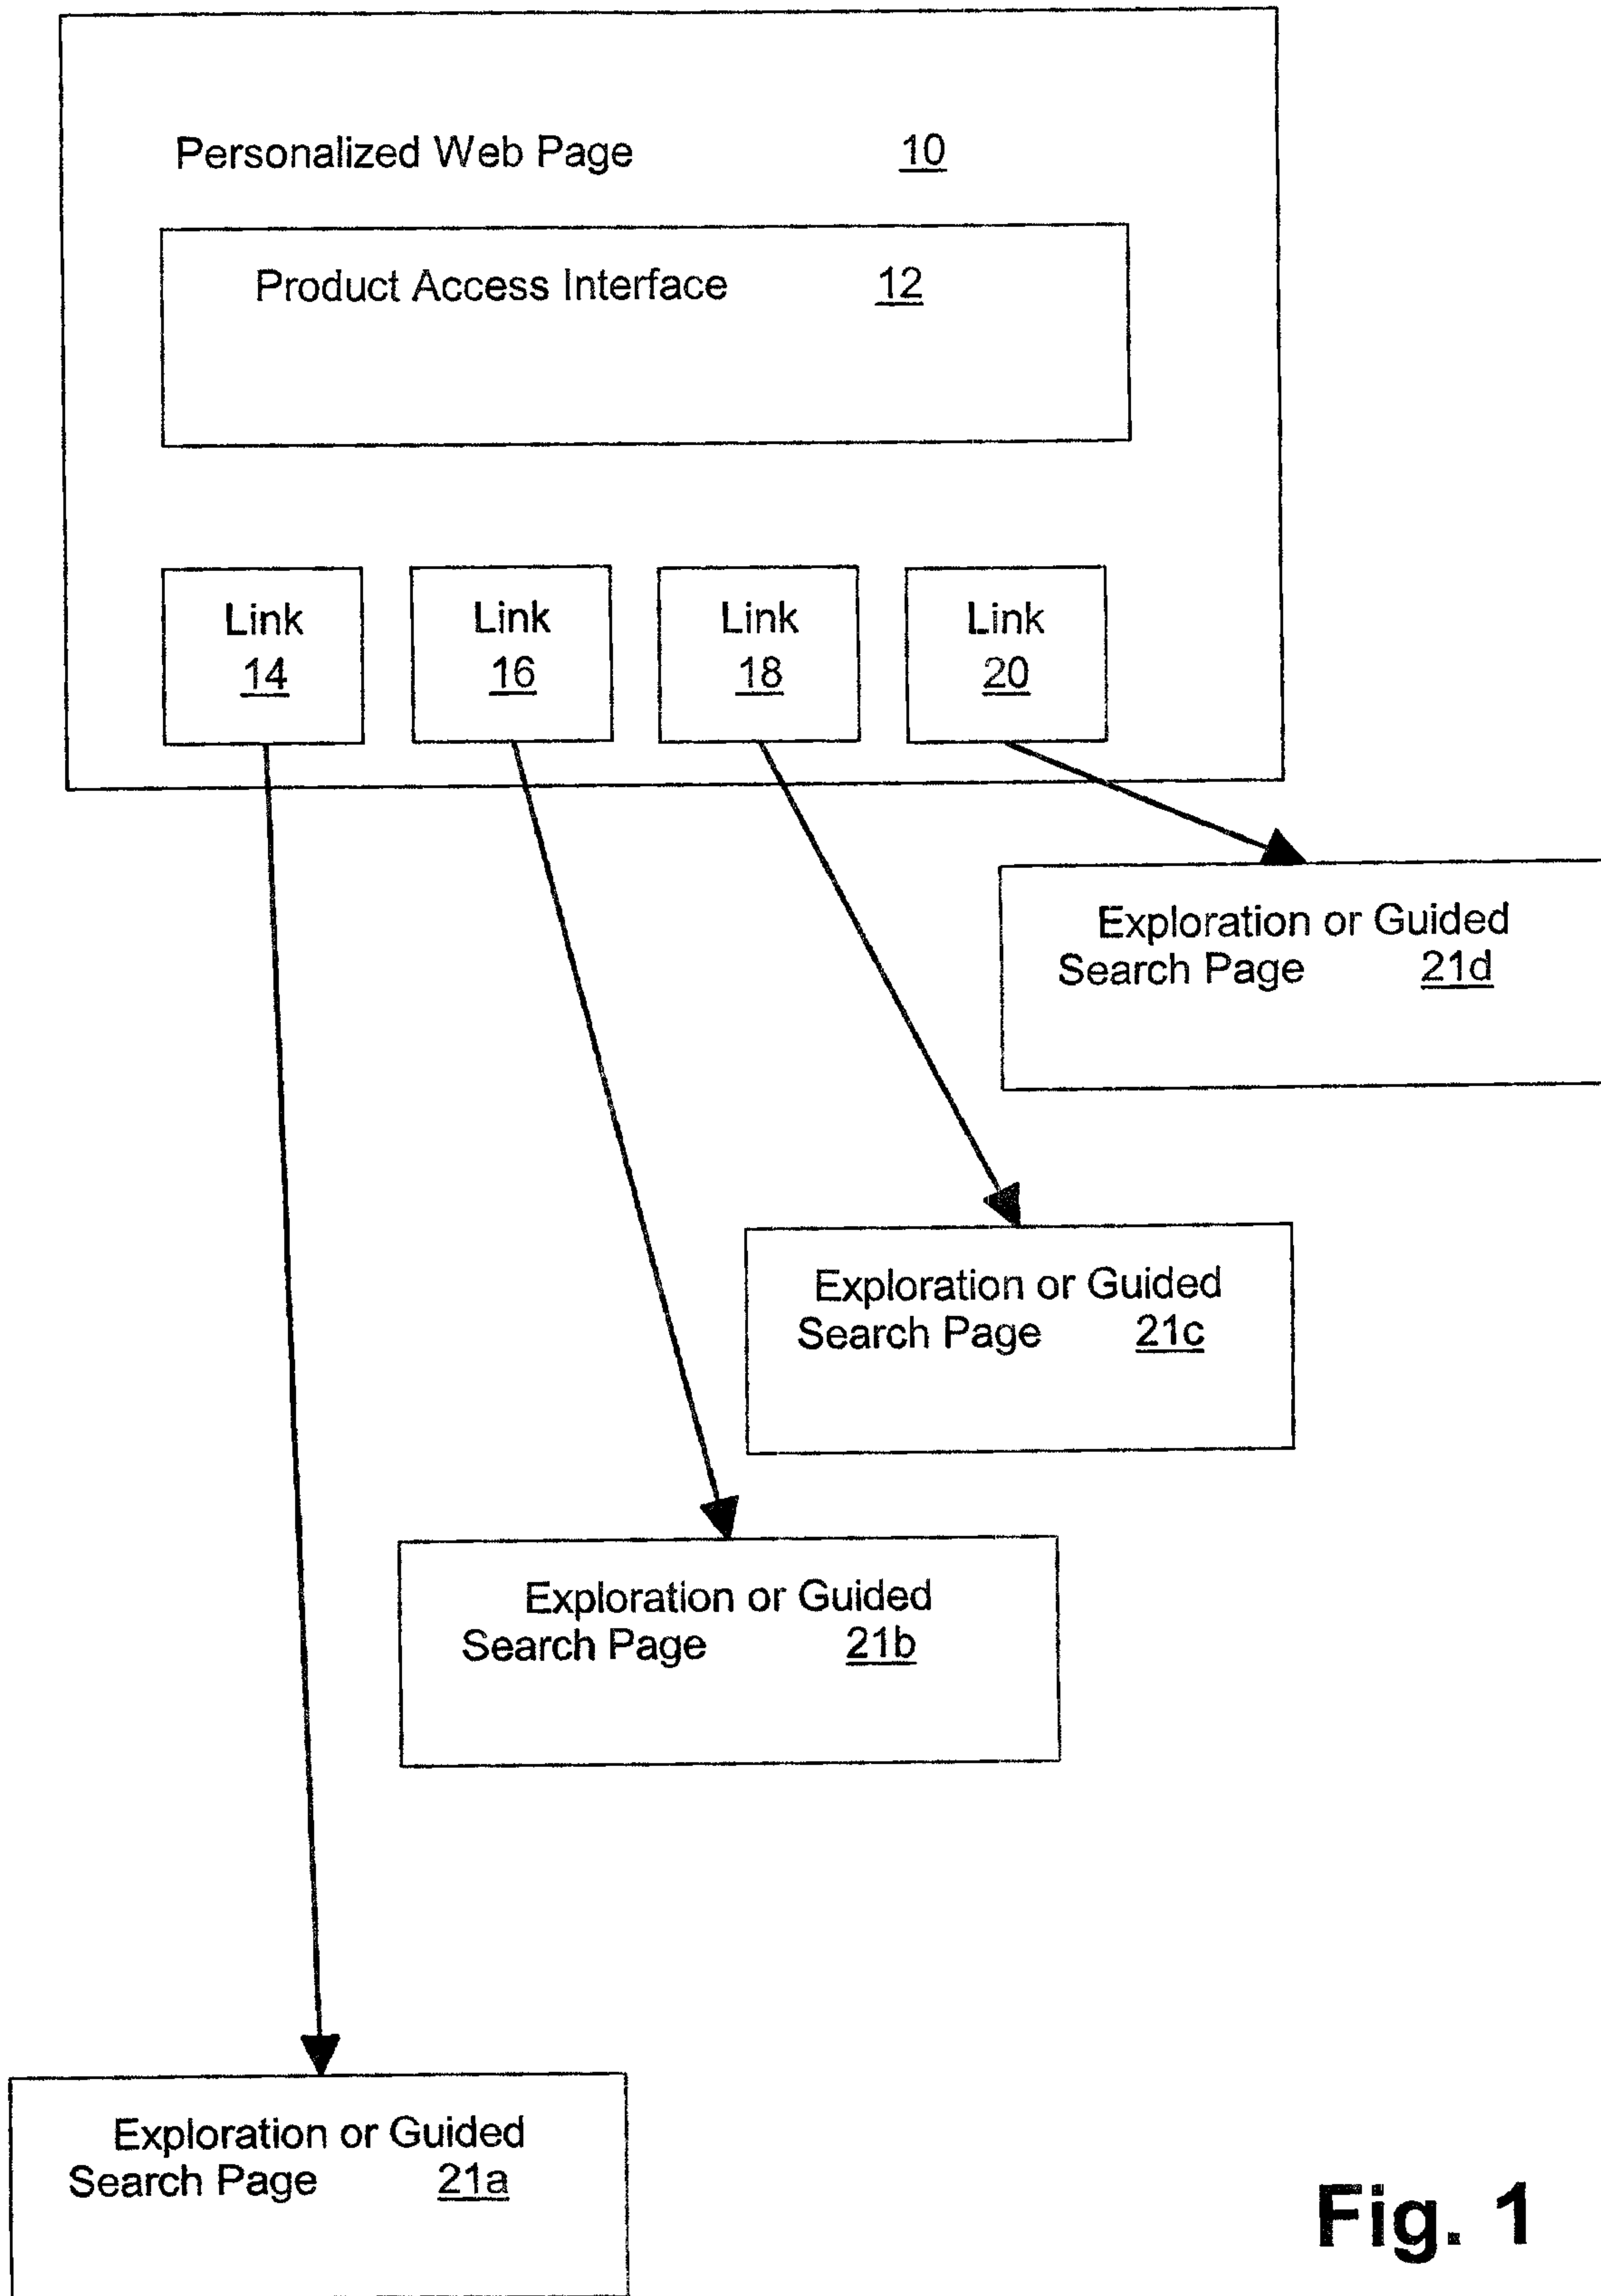 Personalized Web Page 10
Product Access Interface 12
Link
14
Link
16
Link
18
Link
20
Exploration or Guided
Search Page 21d
Exploration or Guided
Search Page 21c
Exploration or Guided
Search Page 21b
Exploration or Guided
Search Page 21a
Fig. 1